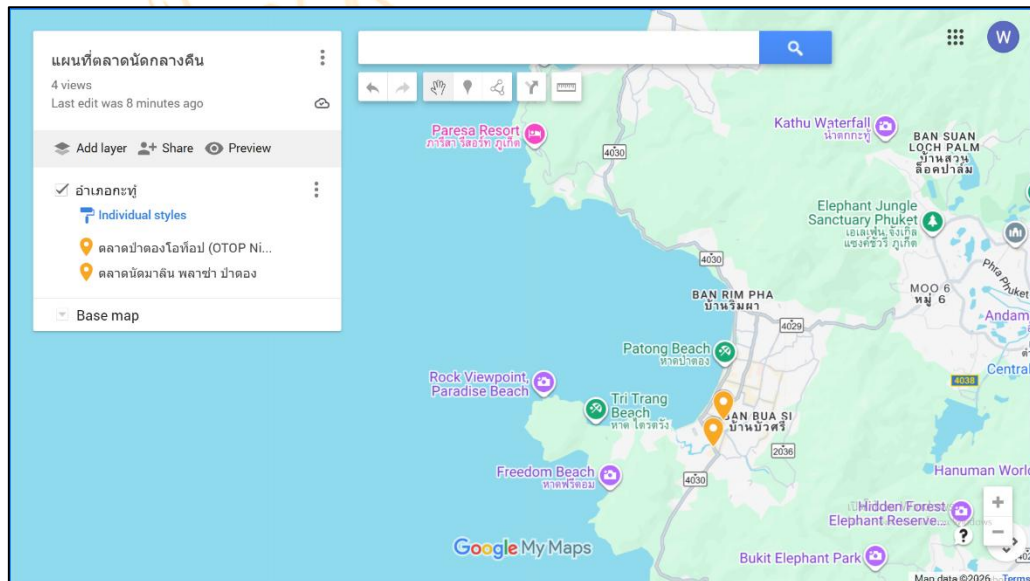 แผนที่ตลาดนัดกลางคืน
4 views
Last edit was 8 minutes ago
Add layer Share Preview
อำเภอกะทู้
Individual styles
ตลาดป่าตองโอท็อป (OTOP Ni...
ตลาดนัดมาลิน พลาซ่า ป่าตอง
Base map
W
Paresa Resort
ภารีสา รีสอร์ท ภูเก็ต
4030
Kathu Waterfall
น้ำตกกะทู้
BAN SUAN
LOCH PALM
บ้านสวน
ล็อคปาล์ม
Elephant Jungle
Sanctuary Phuket
เอเลเฟ่น จังเกิ้ล
แซงค์ชัวรี ภูเก็ต
4030
Phra Phuket
MOO 6
หมู่ 6
BAN RIM PHA
บ้านริมผา
4029
Andam
Patong Beach
หาดป่าตอง
Central
4038
Rock Viewpoint,
Paradise Beach
Tri Trang
Beach
หาด ไตรตรัง
BAN BUA SI
บ้านบัวศรี
2036
Freedom Beach
หาดฟรีดอม
4030
Hanuman World
Hidden Forest
Elephant Reserve...
?
Google My Maps
Bukit Elephant Park
402
Map data ©2026
Terms